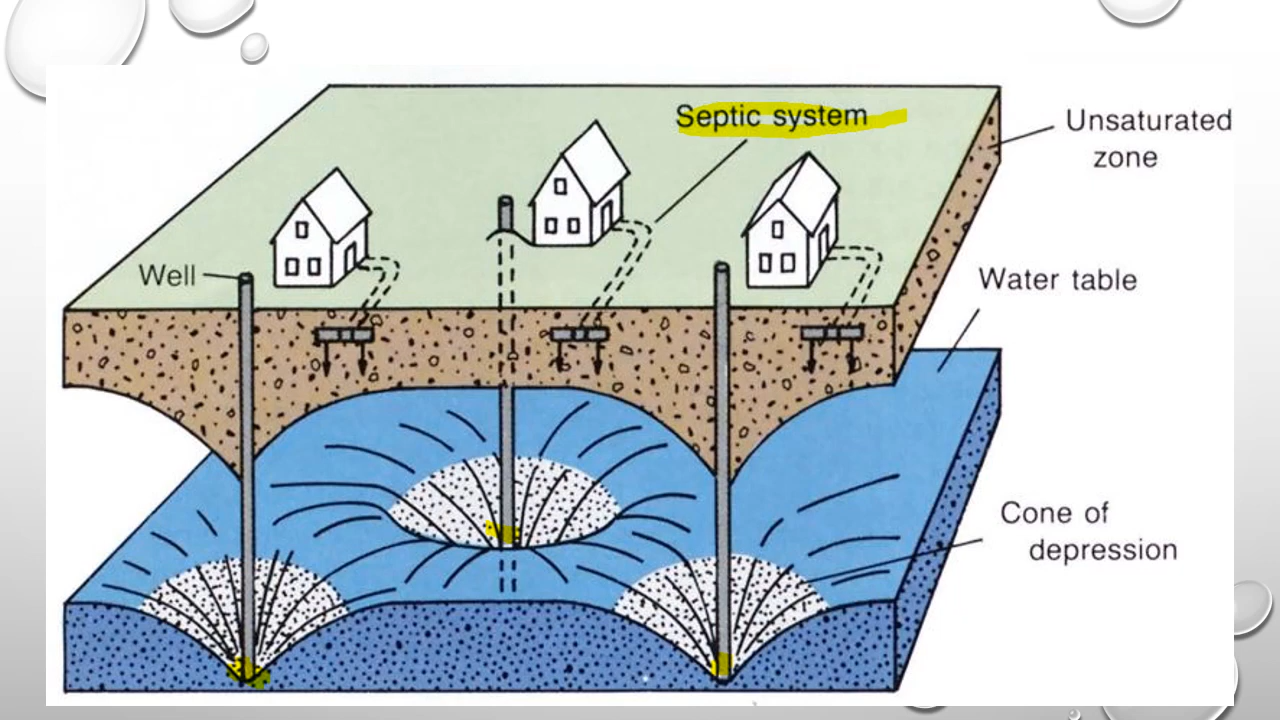 Septic system
Unsaturated
zone
Well
Water table
Cone of
depression